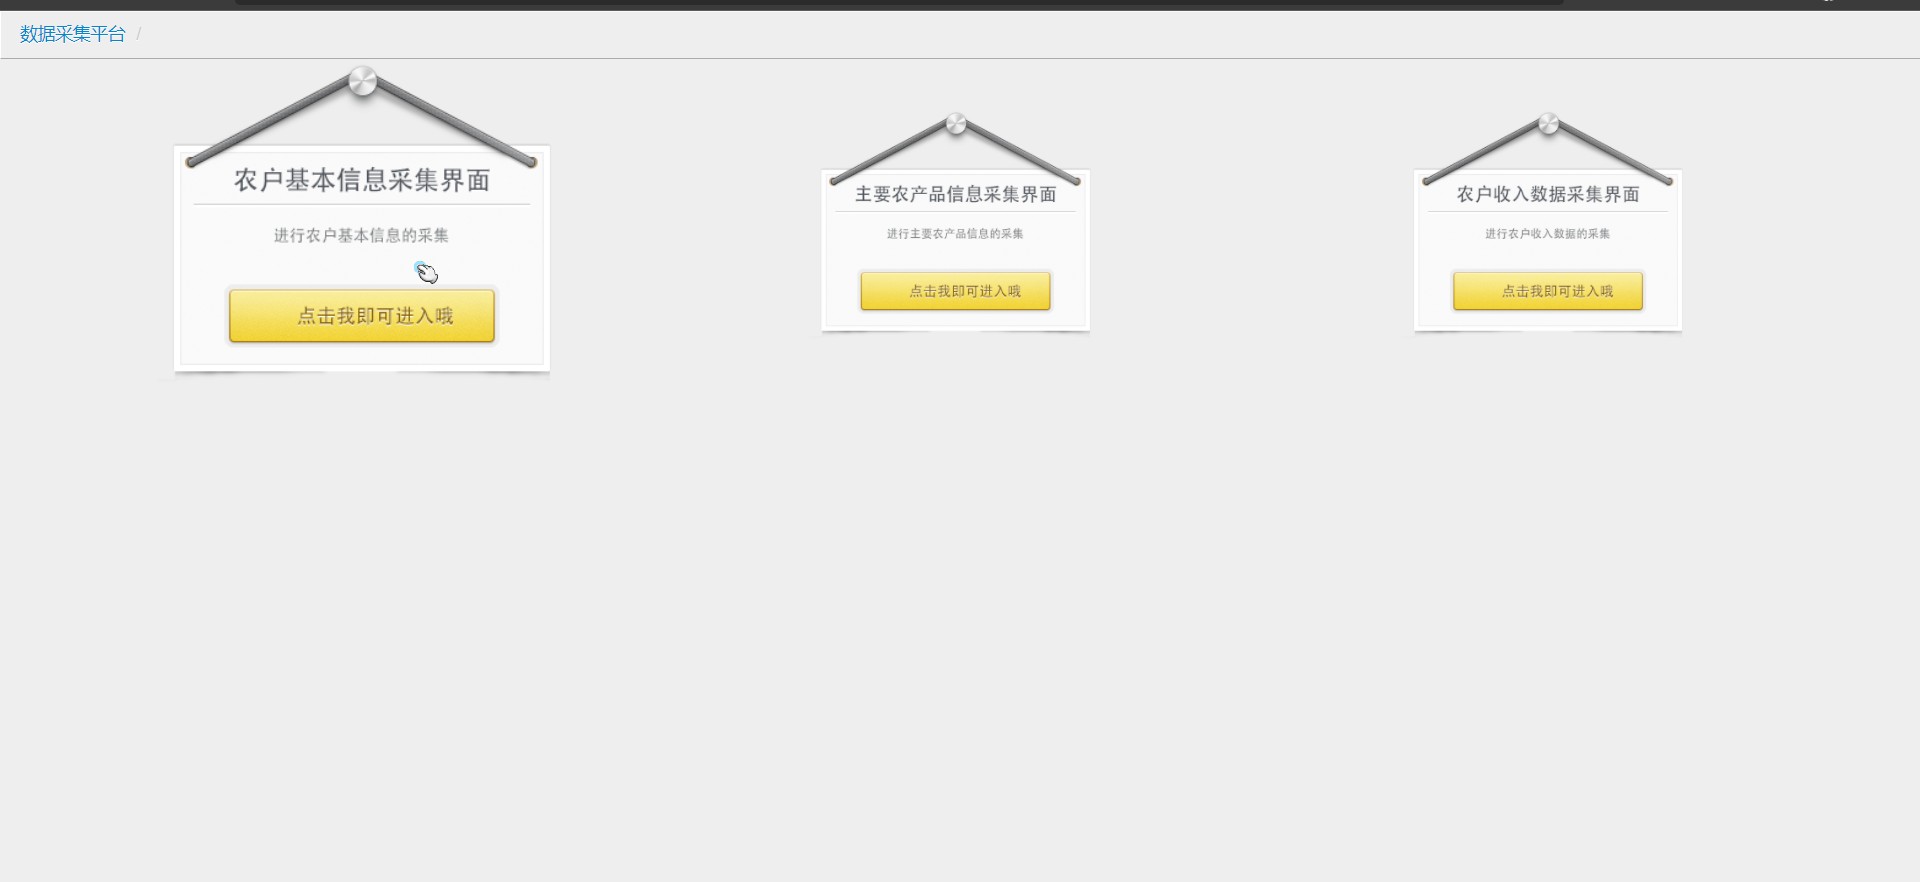 数据采集平台 /
农户基本信息采集界面
进行农户基本信息的采集
点击我即可进入哦
主要农产品信息采集界面
进行主要农产品信息的采集
点击我即可进入哦
农户收入数据采集界面
进行农户收入数据的采集
点击我即可进入哦